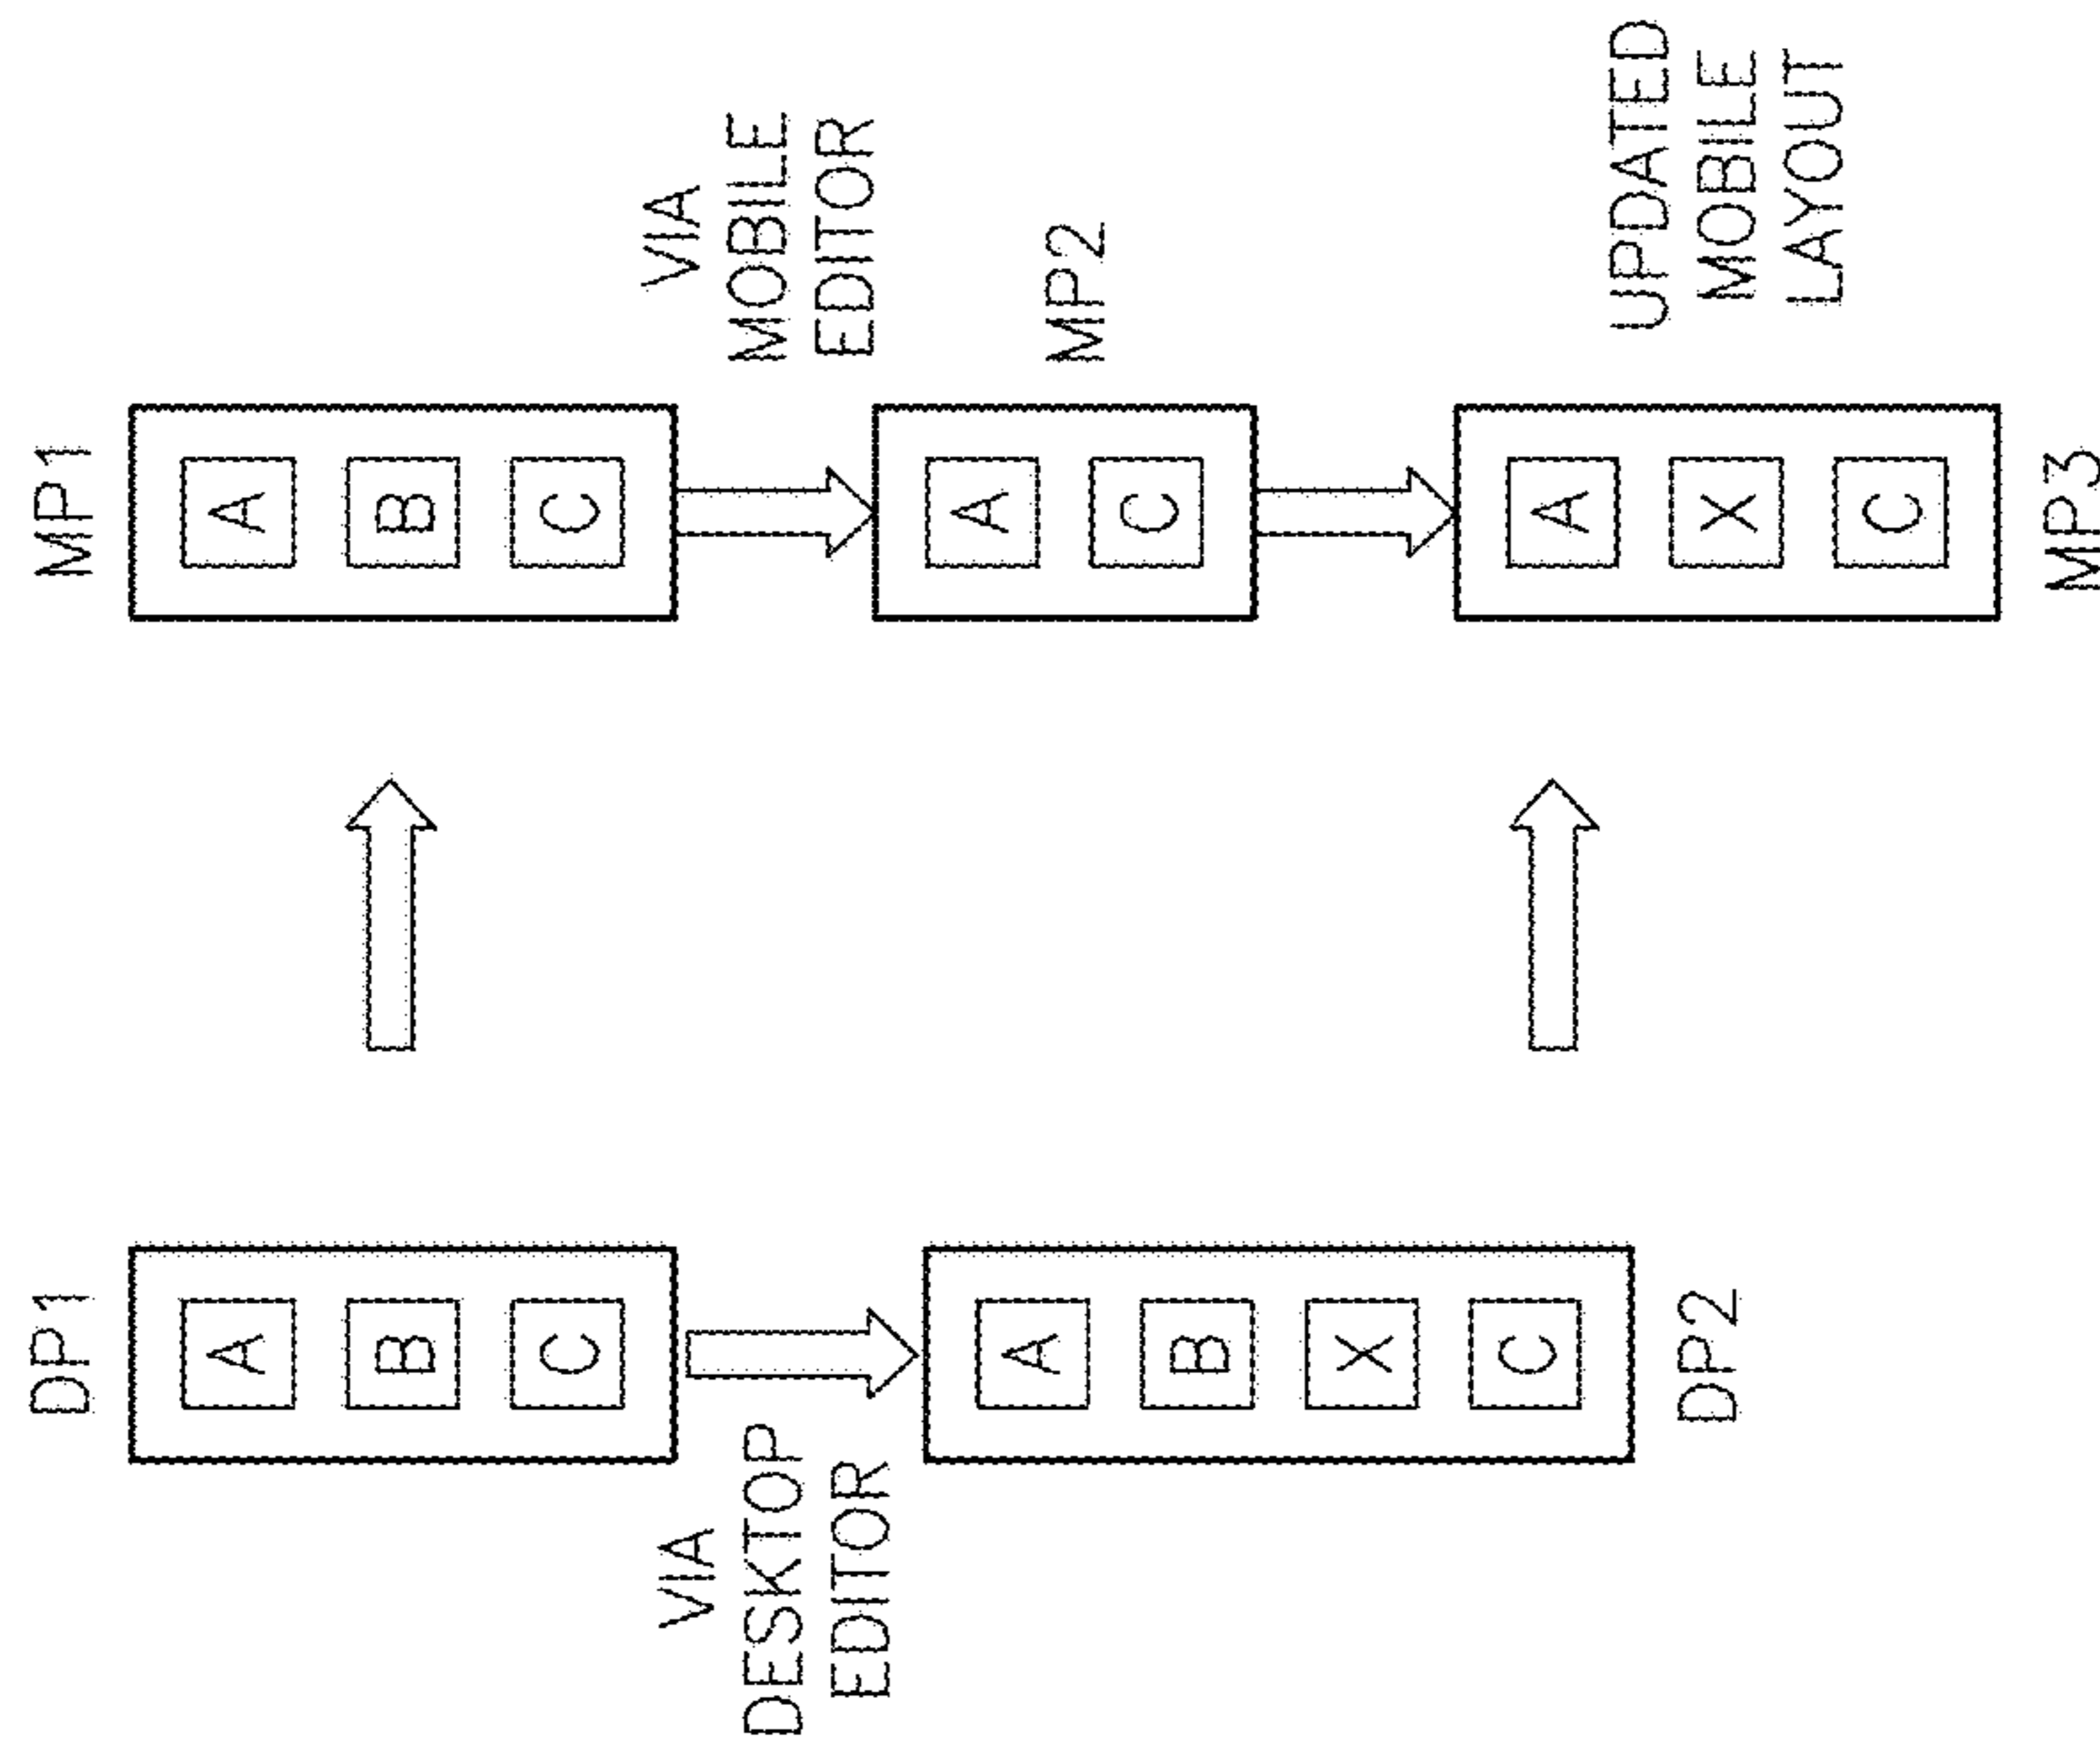 DP1
A
B
C
VIA
DESKTOP
EDITOR
A
B
X
C
DP2
MP1
A
B
C
VIA
MOBILE
EDITOR
A
C
MP2
A
X
C
UPDATED
MOBILE
LAYOUT
MP3